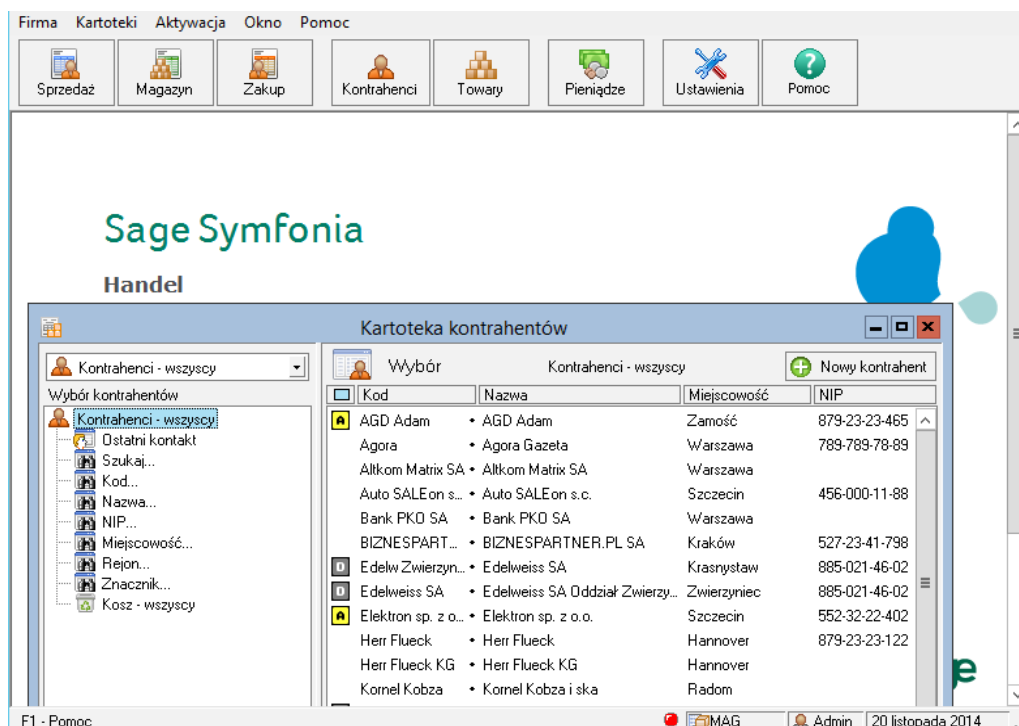 Firma Kartoteki Aktywacja Okno Pomoc
Sprzedaż Magazyn Zakup Kontrahenci Towary Pieniądze Ustawienia Pomoc
Sage Symfonia
Handel
Kartoteka kontrahentów
Kontrahenci - wszyscy
Wybór kontrahentów
Kontrahenci - wszyscy
Ostatni kontakt
Szukaj...
Kod...
Nazwa...
NIP...
Miejscowość...
Rejon...
Znacznik...
Kosz - wszyscy
Wybór Kontrahenci - wszyscy Nowy kontrahent
Kod Nazwa Miejscowość NIP
A AGD Adam • AGD Adam Zamość 879-23-23-465
Agora • Agora Gazeta Warszawa 789-789-78-89
Altkom Matrix SA • Altkom Matrix SA Warszawa
Auto SALEon s... • Auto SALEon s.c. Szczecin 456-000-11-88
Bank PKO SA • Bank PKO SA Warszawa
BIZNESPART... • BIZNESPARTNER.PL SA Kraków 527-23-41-798
D Edelw Zwierzyn... • Edelweiss SA Krasnystaw 885-021-46-02
D Edelweiss SA • Edelweiss SA Oddział Zwierzy... Zwierzyniec 885-021-46-02
A Elektron sp. z o... • Elektron sp. z o.o. Szczecin 552-32-22-402
Herr Flueck • Herr Flueck Hannover 879-23-23-122
Herr Flueck KG • Herr Flueck KG Hannover
Kornel Kobza • Kornel Kobza i ska Radom
F1 - Pomoc MAG Admin 20 listopada 2014